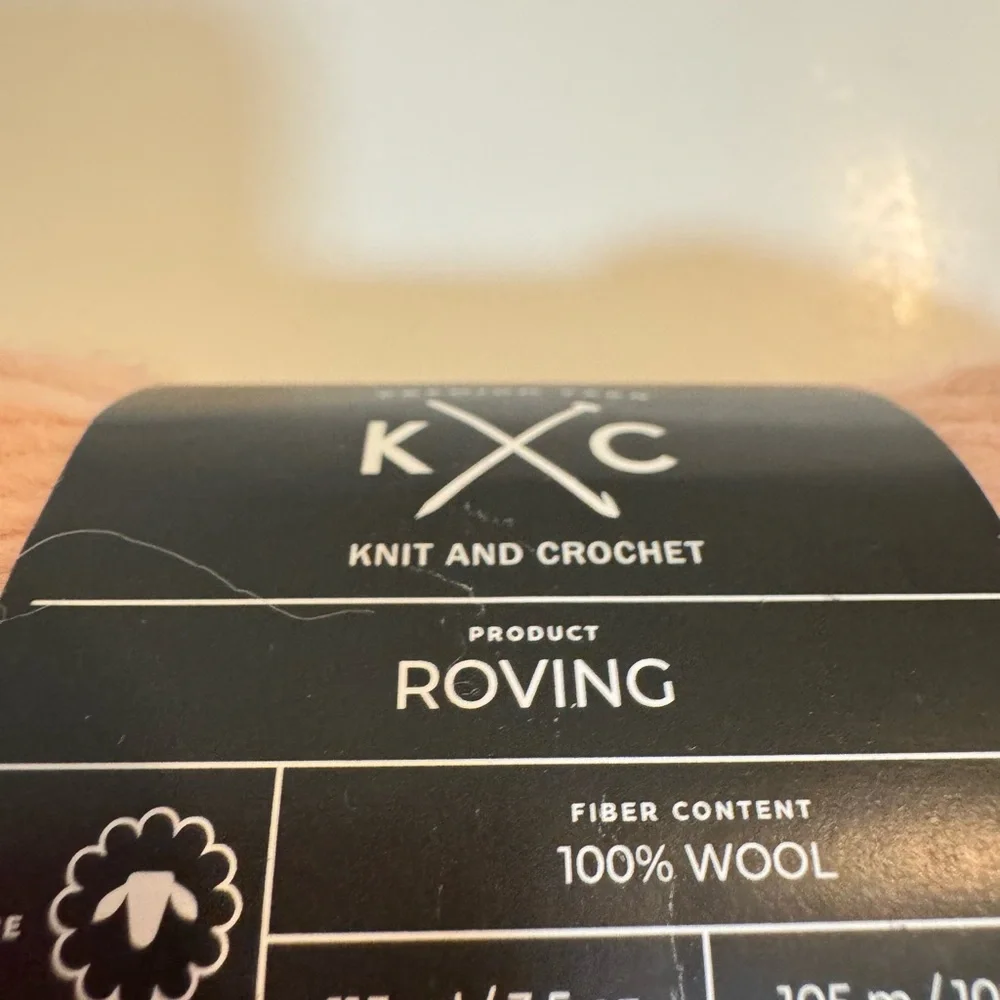 K C
KNIT AND CROCHET
PRODUCT
ROVING
FIBER CONTENT
100% WOOL